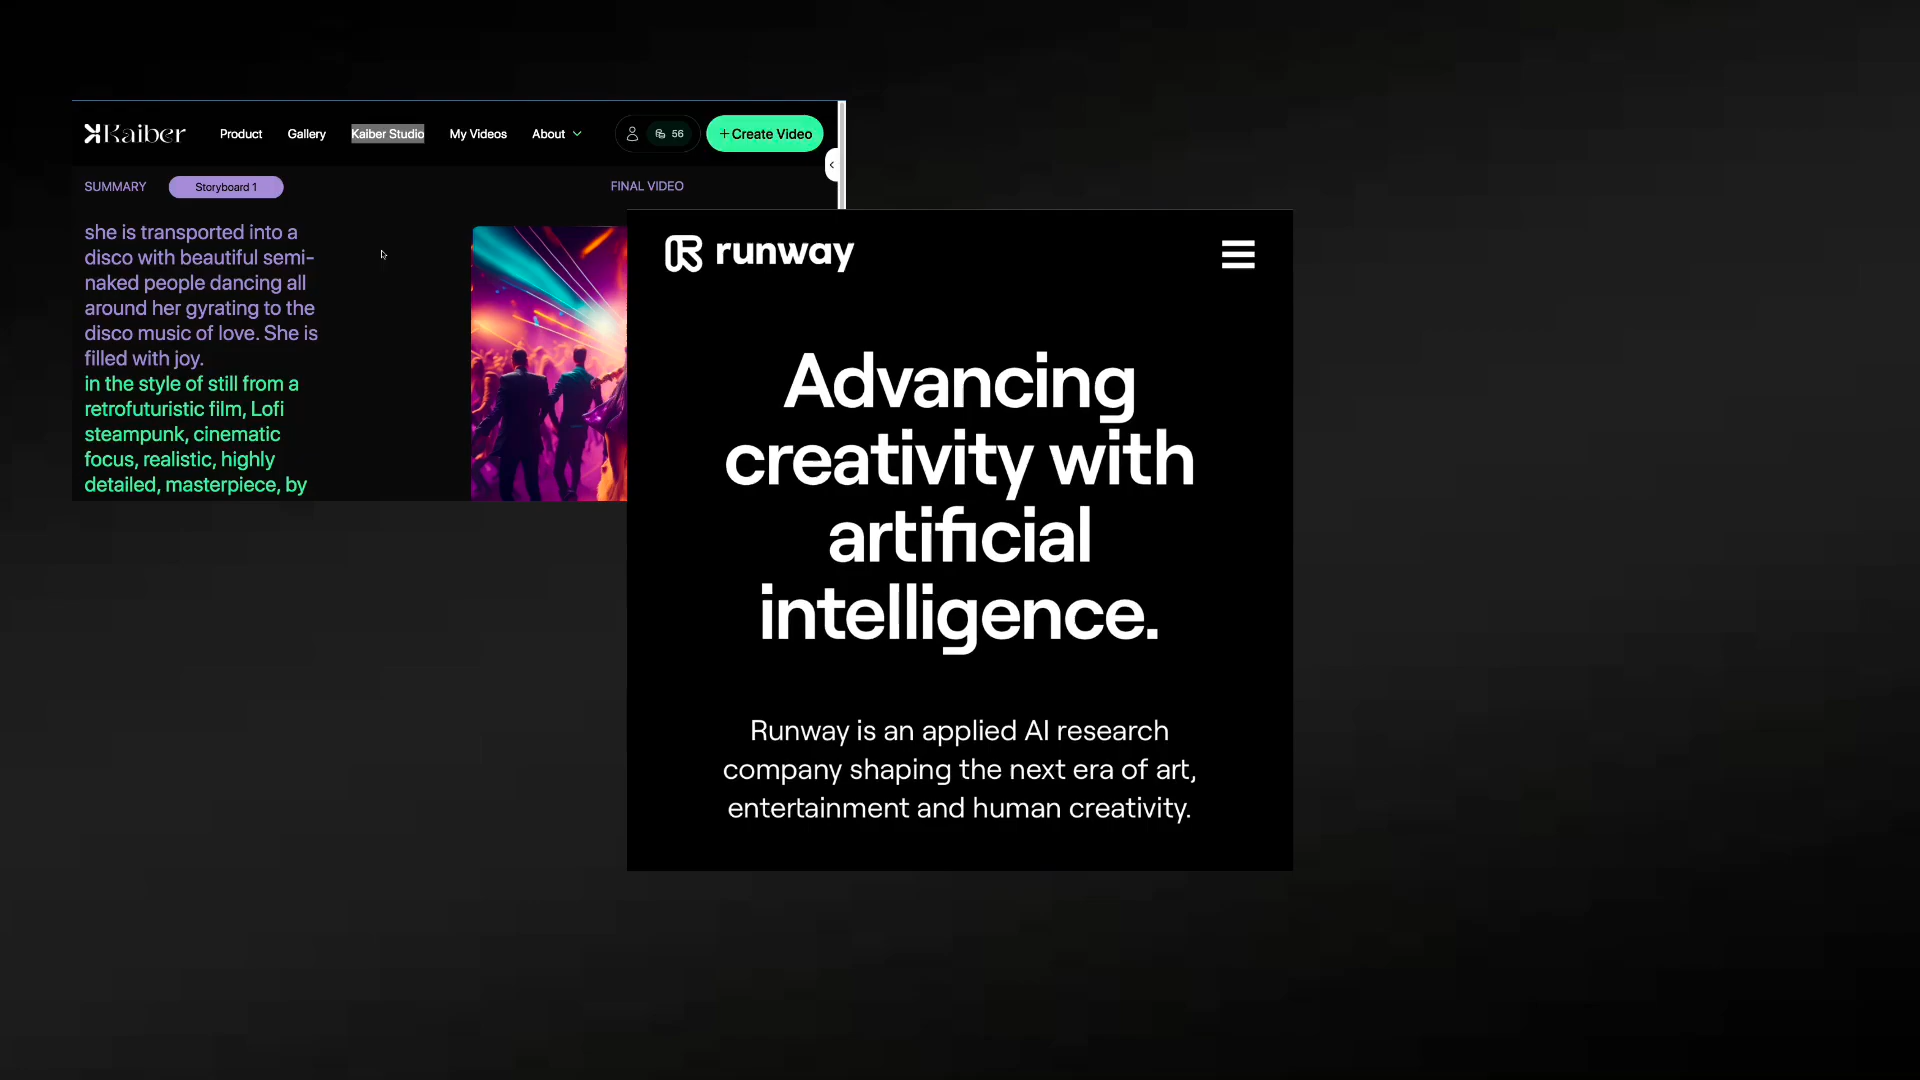 Kaiber
Product
Gallery
Kaiber Studio
My Videos
About
56
+ Create Video
SUMMARY
Storyboard 1
FINAL VIDEO
she is transported into a
disco with beautiful semi-
naked people dancing all
around her gyrating to the
disco music of love. She is
filled with joy.
in the style of still from a
retrofuturistic film, Lofi
steampunk, cinematic
focus, realistic, highly
detailed, masterpiece, by
runway
Advancing
creativity with
artificial
intelligence.
Runway is an applied AI research
company shaping the next era of art,
entertainment and human creativity.